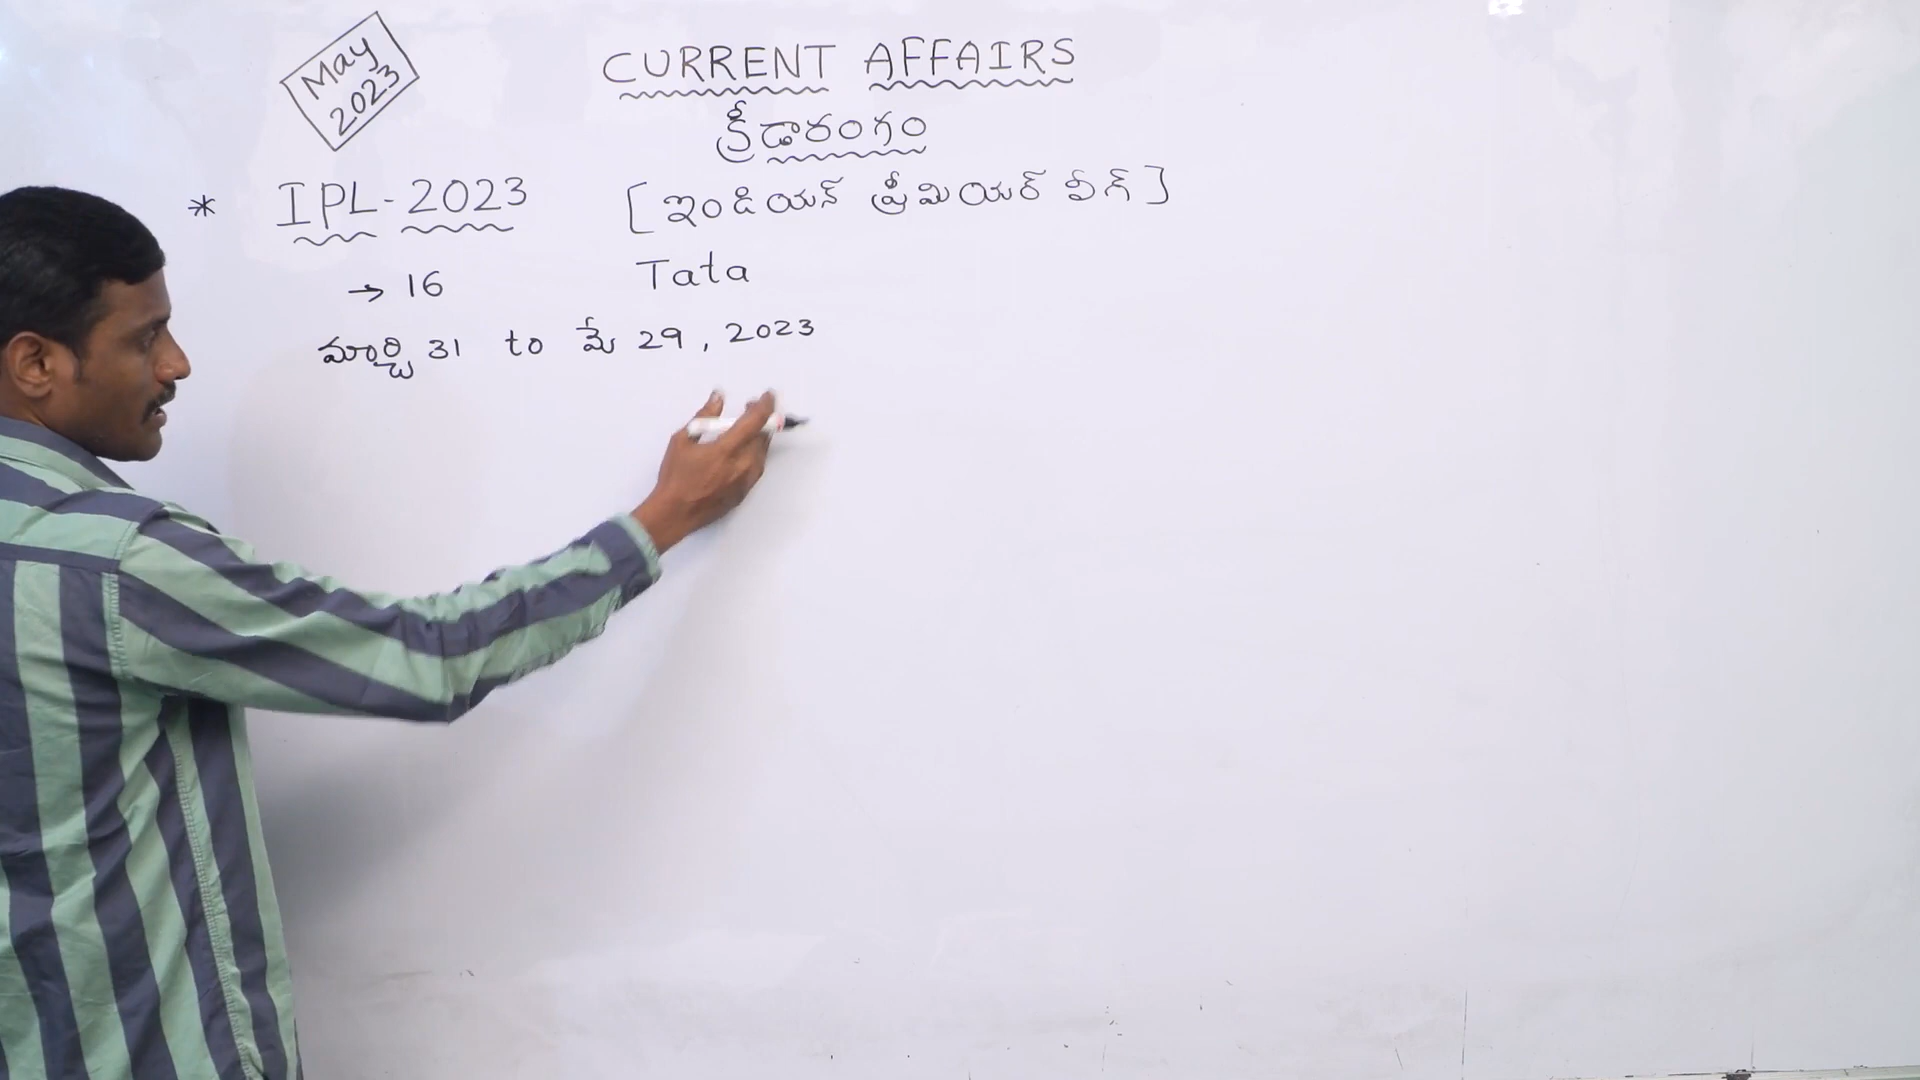 May
2023
CURRENT AFFAIRS
క్రీడారంగం
* IPL-2023 [ఇండియన్ ప్రీమియర్ లీగ్]
→ 16 Tata
మార్చి 31 to మే 29, 2023